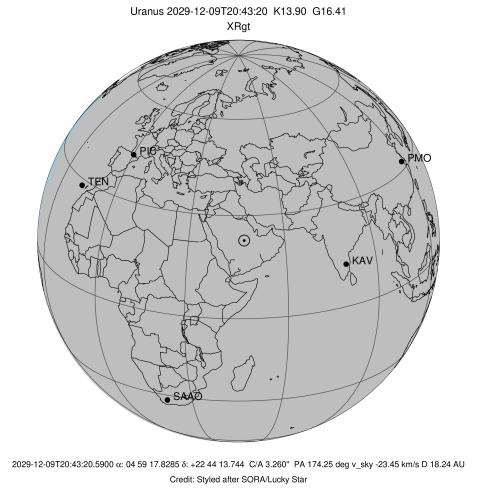 Uranus 2029-12-09T20:43:20 K13.90 G16.41
XRgt
PIC
PMO
TEN
KAV
SAAO
2029-12-09T20:43:20.5900 α: 04 59 17.8285 δ: +22 44 13.744 C/A 3.260" PA 174.25 deg v_sky -23.45 km/s D 18.24 AU
Credit: Styled after SORA/Lucky Star